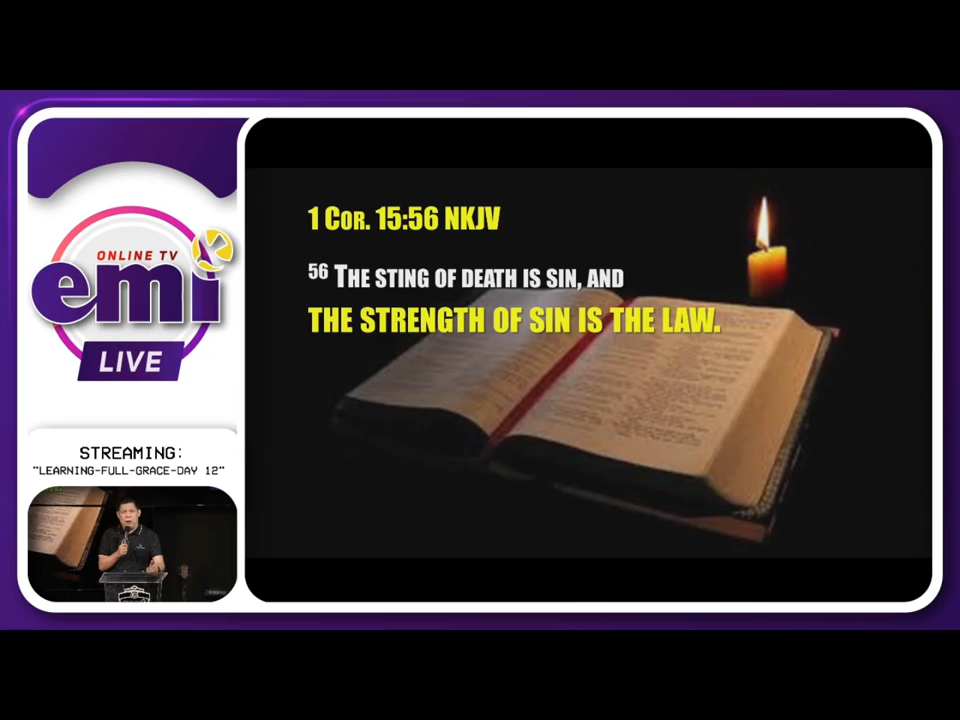 ONLINE TV
emi
LIVE
STREAMING:
"LEARNING-FULL-GRACE-DAY 12"
1 COR. 15:56 NKJV
56 THE STING OF DEATH IS SIN, AND
THE STRENGTH OF SIN IS THE LAW.